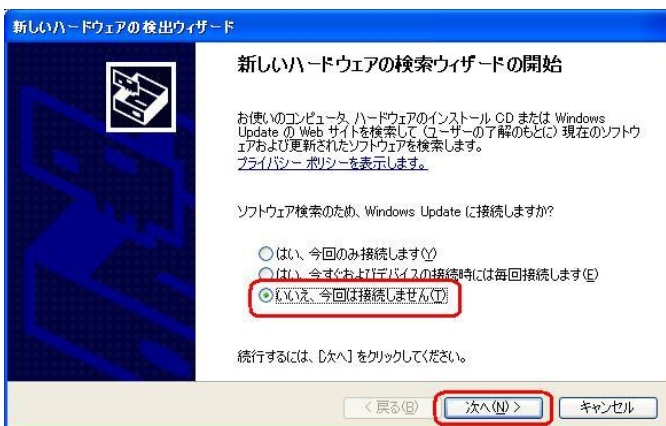 新しいハードウェアの検出ウィザード
新しいハードウェアの検索ウィザードの開始
お使いのコンピュータ、ハードウェアのインストール CD または Windows
Update の Web サイトを検索して (ユーザーの了解のもとに) 現在のソフトウ
ェアおよび更新されたソフトウェアを検索します。
プライバシー ポリシーを表示します。
ソフトウェア検索のため、Windows Update に接続しますか?
はい、今回のみ接続します(Y)
はい、今すぐおよびデバイスの接続時には毎回接続します(E)
いいえ、今回は接続しません(T)
続行するには、[次へ] をクリックしてください。
< 戻る(B) 次へ(N) > キャンセル